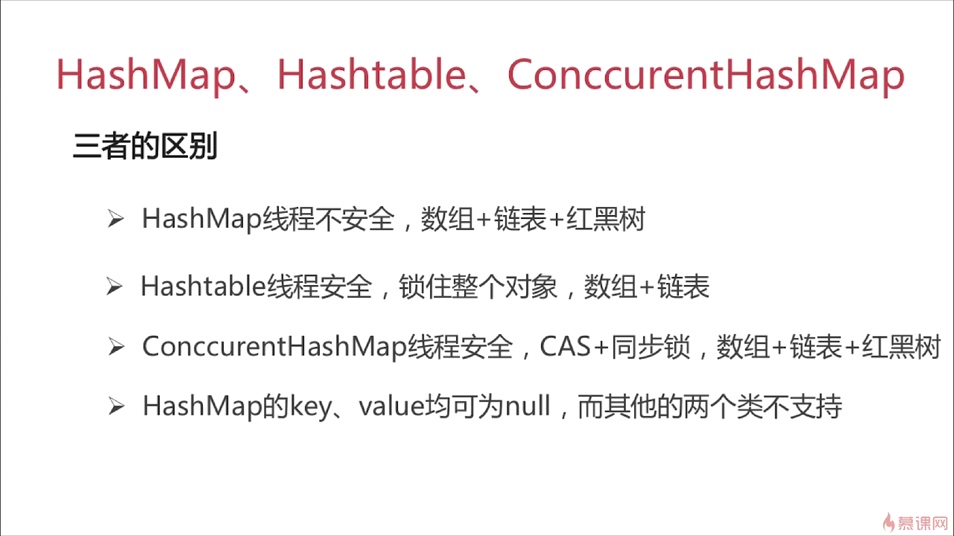 HashMap、Hashtable、ConccurentHashMap
三者的区别
➢ HashMap线程不安全，数组+链表+红黑树
➢ Hashtable线程安全，锁住整个对象，数组+链表
➢ ConccurentHashMap线程安全，CAS+同步锁，数组+链表+红黑树
➢ HashMap的key、value均可为null，而其他的两个类不支持
慕课网